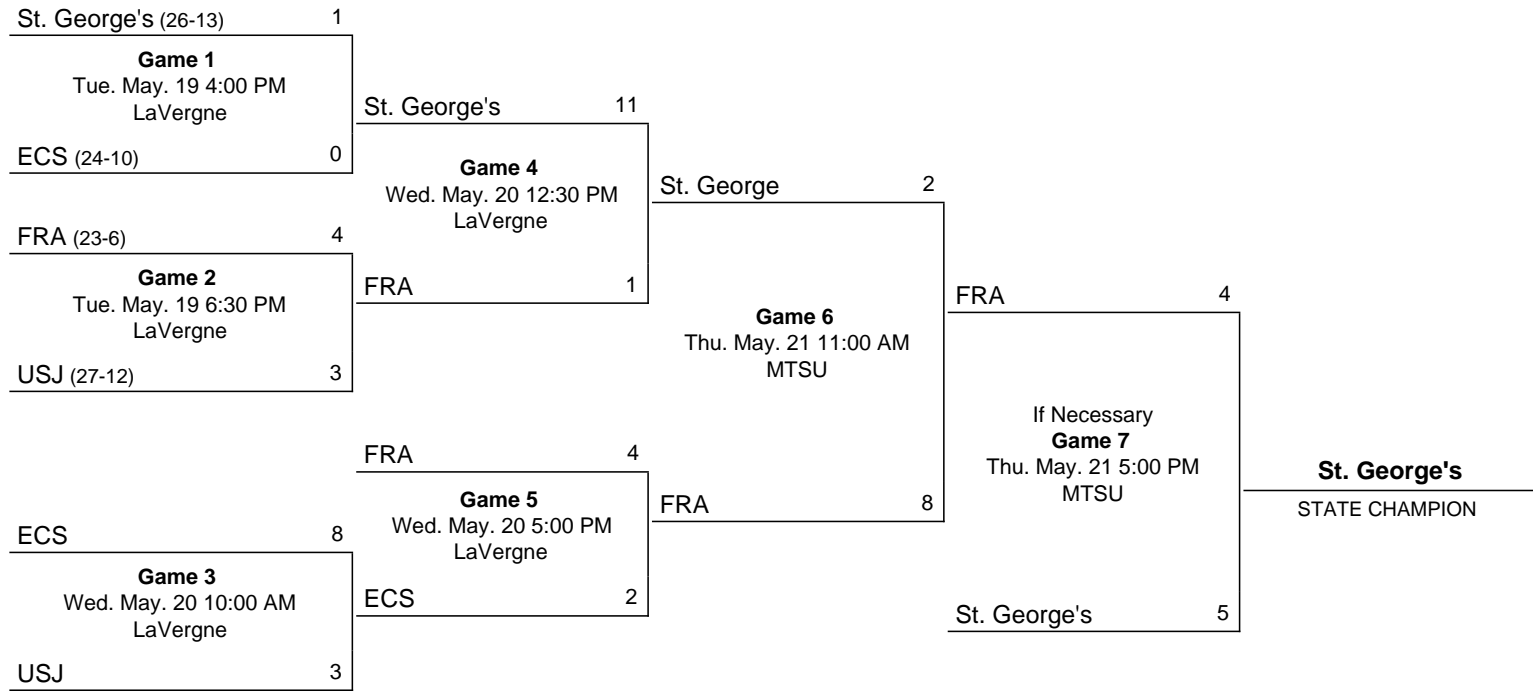 St. George's (26-13) 1
Game 1
Tue. May. 19 4:00 PM
LaVergne
ECS (24-10) 0
FRA (23-6) 4
Game 2
Tue. May. 19 6:30 PM
LaVergne
USJ (27-12) 3
ECS 8
Game 3
Wed. May. 20 10:00 AM
LaVergne
USJ 3
St. George's 11
Game 4
Wed. May. 20 12:30 PM
LaVergne
FRA 1
FRA 4
Game 5
Wed. May. 20 5:00 PM
LaVergne
ECS 2
St. George 2
Game 6
Thu. May. 21 11:00 AM
MTSU
FRA 8
FRA 4
If Necessary
Game 7
Thu. May. 21 5:00 PM
MTSU
St. George's 5
St. George's
STATE CHAMPION